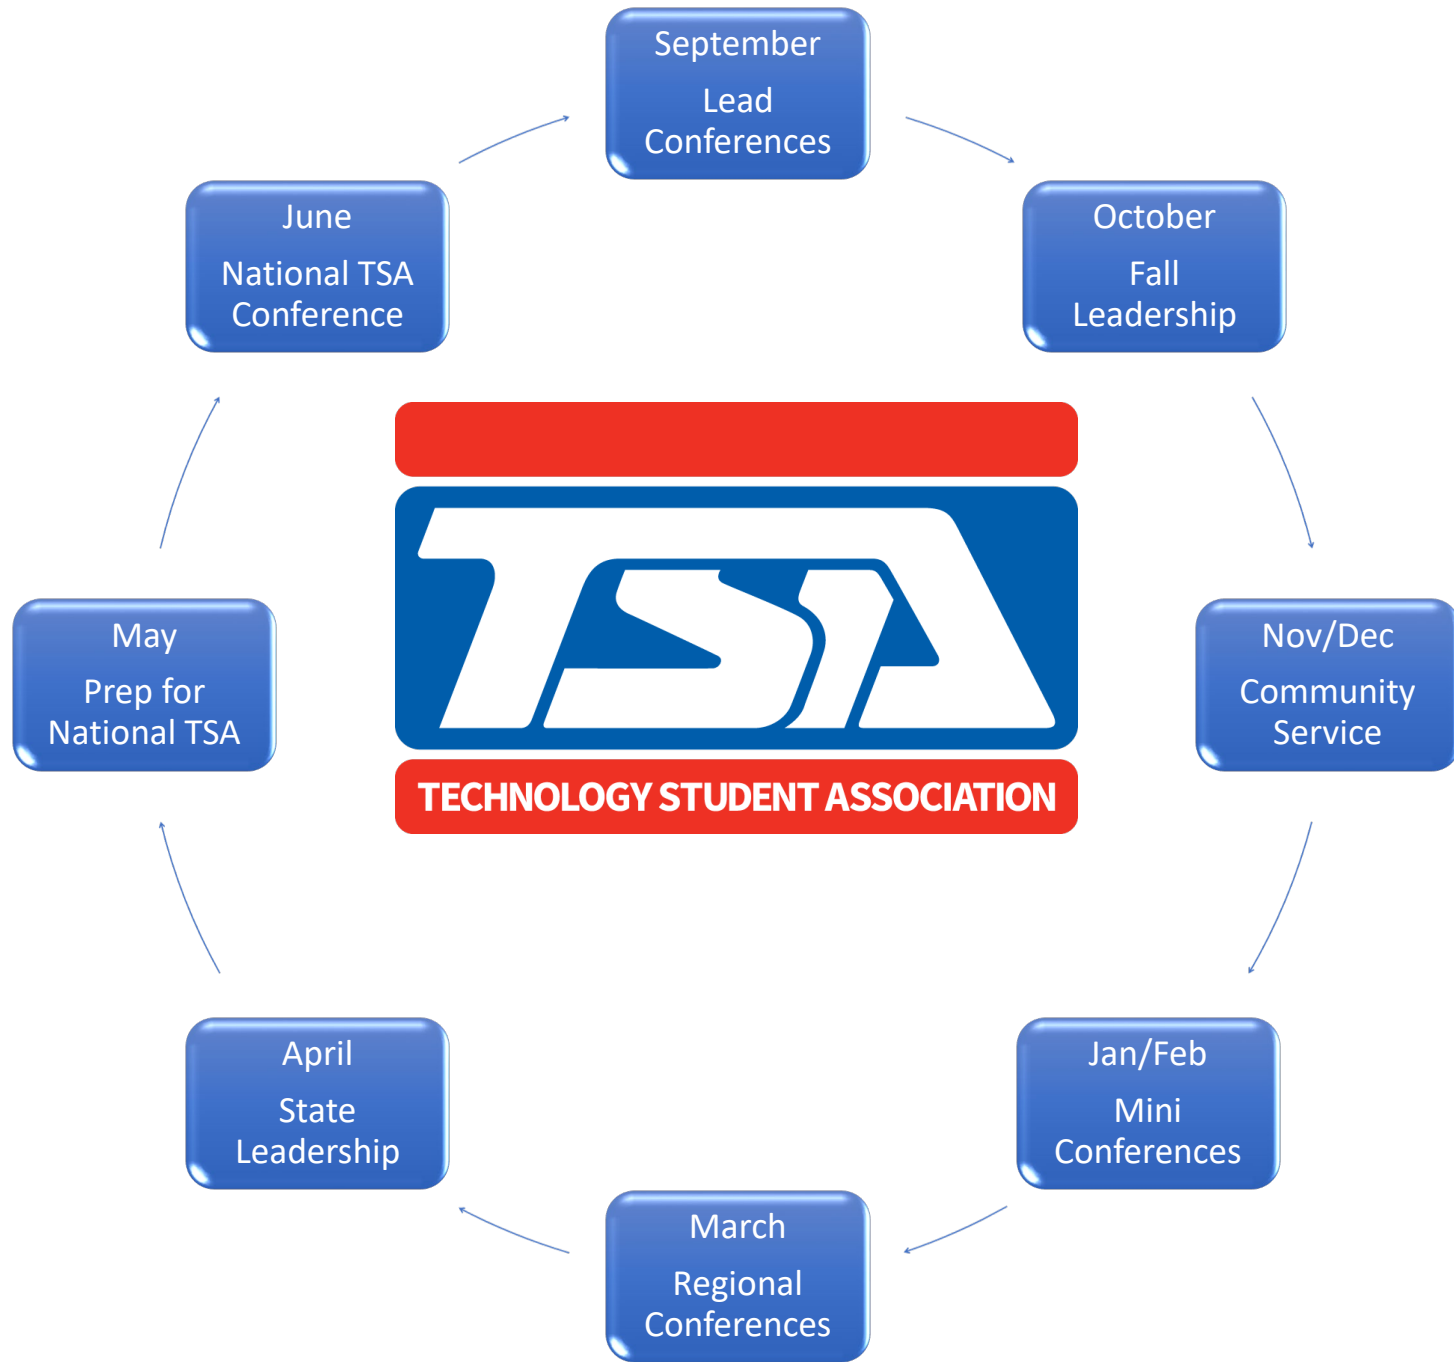 September
Lead
Conferences
October
Fall
Leadership
Nov/Dec
Community
Service
Jan/Feb
Mini
Conferences
March
Regional
Conferences
April
State
Leadership
May
Prep for
National TSA
June
National TSA
Conference
TSA
TECHNOLOGY STUDENT ASSOCIATION